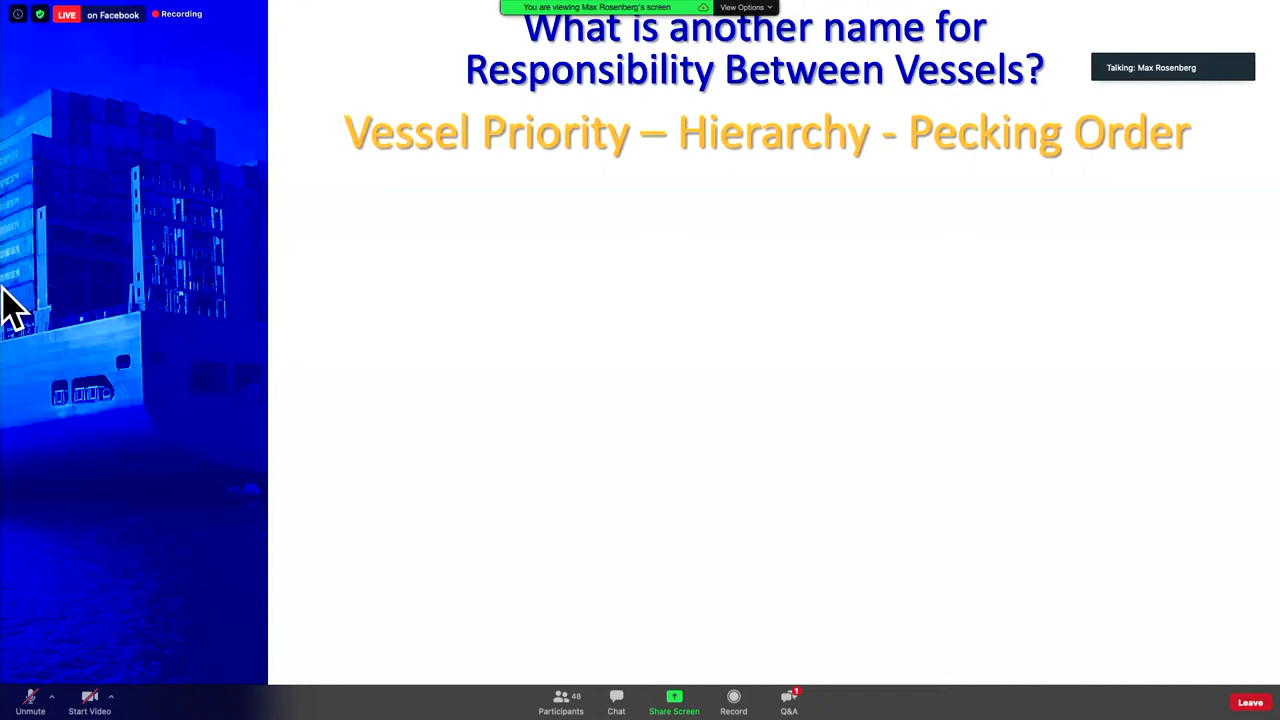 LIVE on Facebook
Recording
You are viewing Max Rosenberg's screen
View Options
What is another name for
Responsibility Between Vessels?
Talking: Max Rosenberg
Vessel Priority – Hierarchy - Pecking Order
Unmute
Start Video
48
Participants
Chat
Share Screen
Record
1
Q&A
Leave